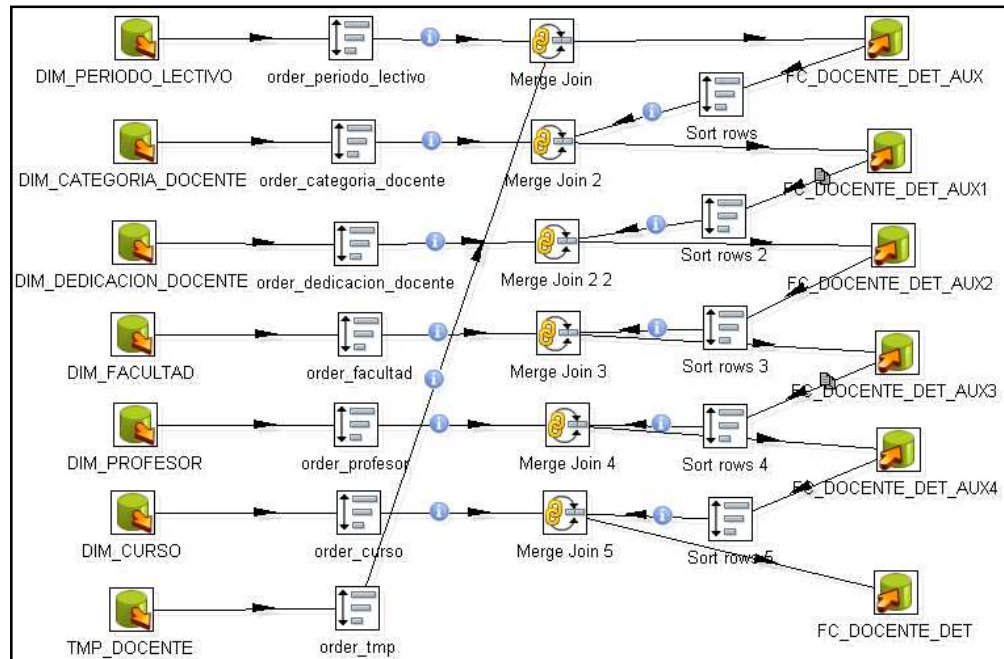 DIM_PERIODO_LECTIVO
order_periodo_lectivo
Merge Join
FC_DOCENTE_DET_AUX
Sort rows
DIM_CATEGORIA_DOCENTE
order_categoria_docente
Merge Join 2
FC_DOCENTE_DET_AUX1
Sort rows 2
DIM_DEDICACION_DOCENTE
order_dedicacion_docente
Merge Join 2 2
FC_DOCENTE_DET_AUX2
DIM_FACULTAD
order_facultad
Merge Join 3
Sort rows 3
FC_DOCENTE_DET_AUX3
DIM_PROFESOR
order_profesor
Merge Join 4
Sort rows 4
FC_DOCENTE_DET_AUX4
DIM_CURSO
order_curso
Merge Join 5
Sort rows 5
TMP_DOCENTE
order_tmp
FC_DOCENTE_DET